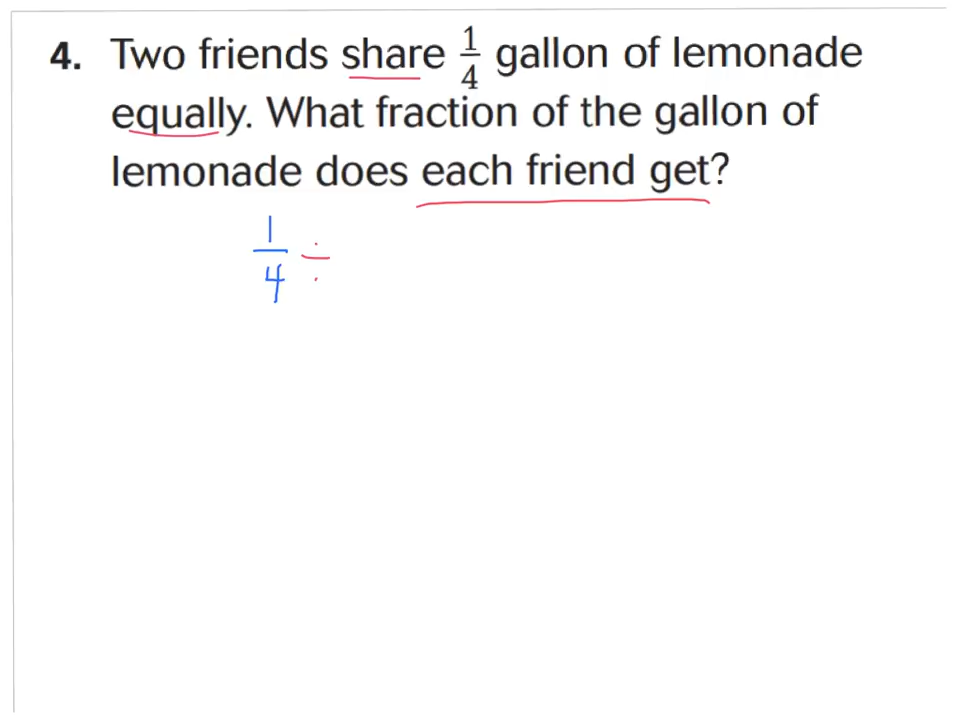 4. Two friends share 1/4 gallon of lemonade
equally. What fraction of the gallon of
lemonade does each friend get?
1/4 ÷